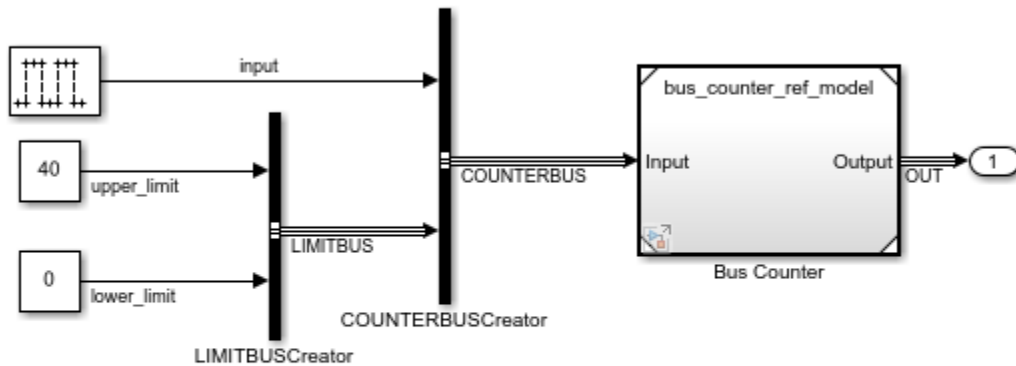 input
40
upper_limit
0
lower_limit
LIMITBUS
LIMITBUSCreator
COUNTERBUS
COUNTERBUSCreator
bus_counter_ref_model
Input
Output
Bus Counter
OUT
1